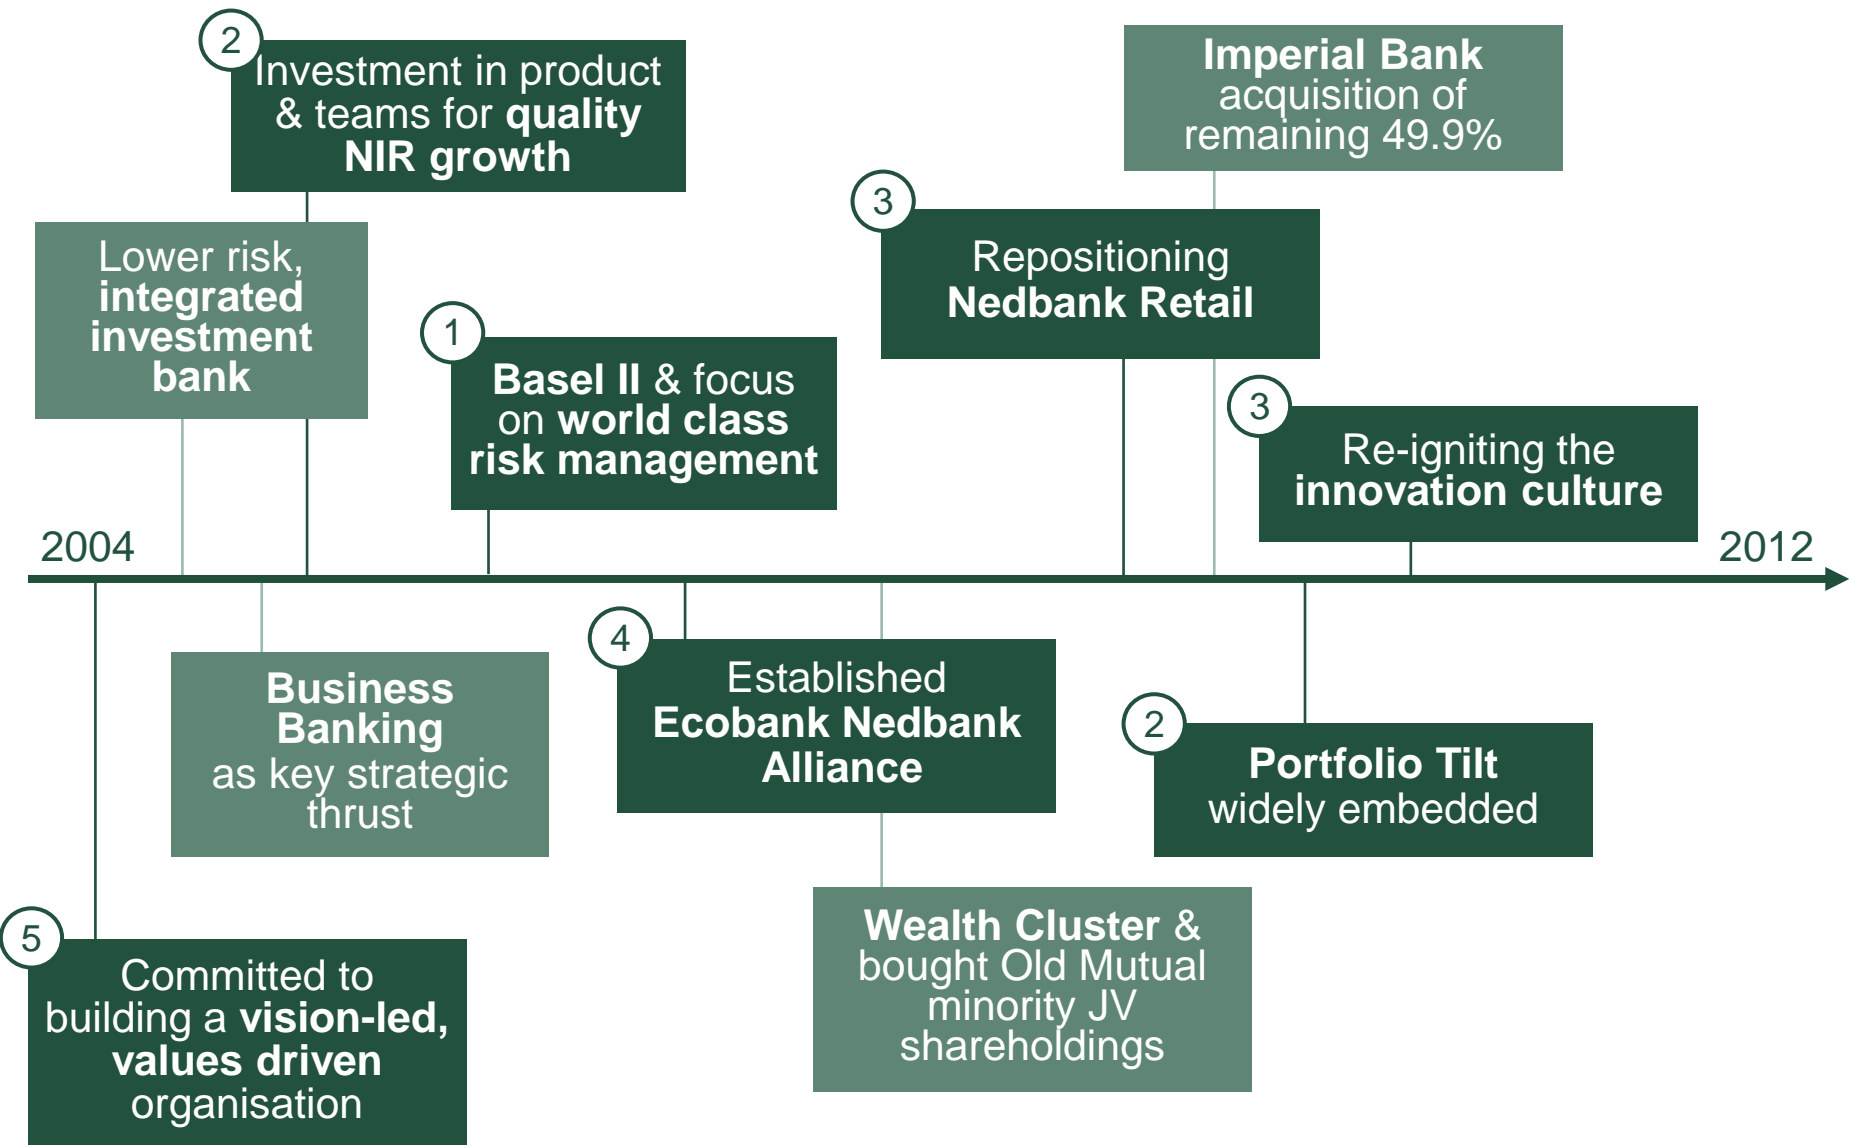 2
Investment in product
& teams for quality
NIR growth
Imperial Bank
acquisition of
remaining 49.9%
Lower risk,
integrated
investment
bank
3
Repositioning
Nedbank Retail
1
Basel II & focus
on world class
risk management
3
Re-igniting the
innovation culture
2004
2012
Business
Banking
as key strategic
thrust
4
Established
Ecobank Nedbank
Alliance
2
Portfolio Tilt
widely embedded
5
Committed to
building a vision-led,
values driven
organisation
Wealth Cluster &
bought Old Mutual
minority JV
shareholdings